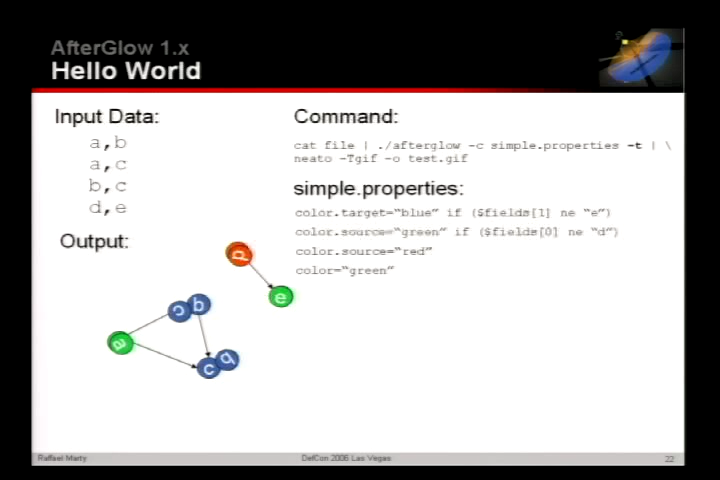 AfterGlow 1.x
Hello World
Input Data:
a,b
a,c
b,c
d,e
Output:
Command:
cat file | ./afterglow -c simple.properties -t | \
neato -Tgif -o test.gif
simple.properties:
color.target="blue" if ($fields[1] ne "e")
color.source="green" if ($fields[0] ne "d")
color.source="red"
color="green"
d
e
c b
a
c b
Raffael Marty
DefCon 2006 Las Vegas
22